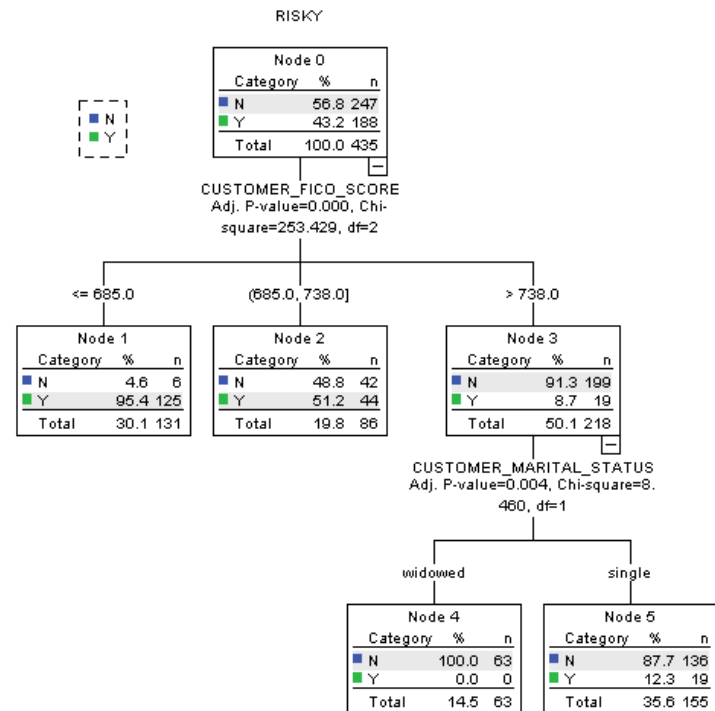 RISKY
Node 0
Category % n
N 56.8 247
Y 43.2 188
Total 100.0 435
N
Y
CUSTOMER_FICO_SCORE
Adj. P-value=0.000, Chi-
square=253.429, df=2
<= 685.0
(685.0, 738.0]
> 738.0
Node 1
Category % n
N 4.6 6
Y 95.4 125
Total 30.1 131
Node 2
Category % n
N 48.8 42
Y 51.2 44
Total 19.8 86
Node 3
Category % n
N 91.3 199
Y 8.7 19
Total 50.1 218
CUSTOMER_MARITAL_STATUS
Adj. P-value=0.004, Chi-square=8.
460, df=1
widowed
single
Node 4
Category % n
N 100.0 63
Y 0.0 0
Total 14.5 63
Node 5
Category % n
N 87.7 136
Y 12.3 19
Total 35.6 155